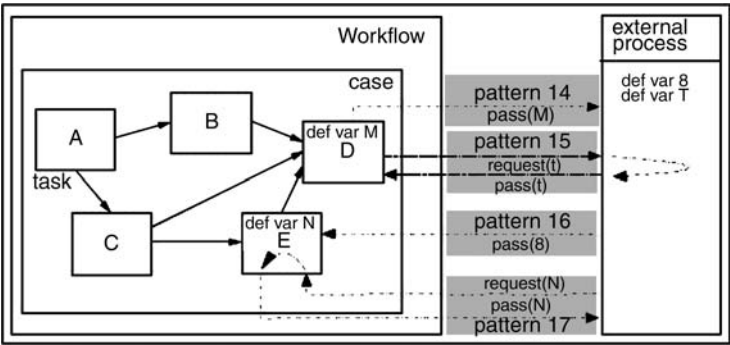 Workflow
case
A
task
B
C
def var M
D
def var N
E
pattern 14
pass(M)
pattern 15
request(t)
pass(t)
pattern 16
pass(8)
request(N)
pass(N)
pattern 17
external
process
def var 8
def var T